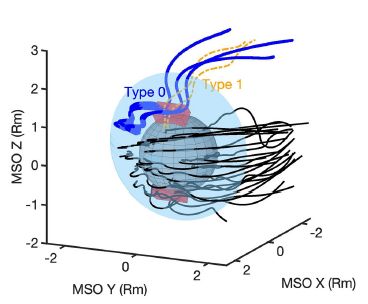 Type 0
Type 1
3
2
1
0
-1
-2
MSO Z (Rm)
-2
0
2
MSO Y (Rm)
2
0
-2
MSO X (Rm)